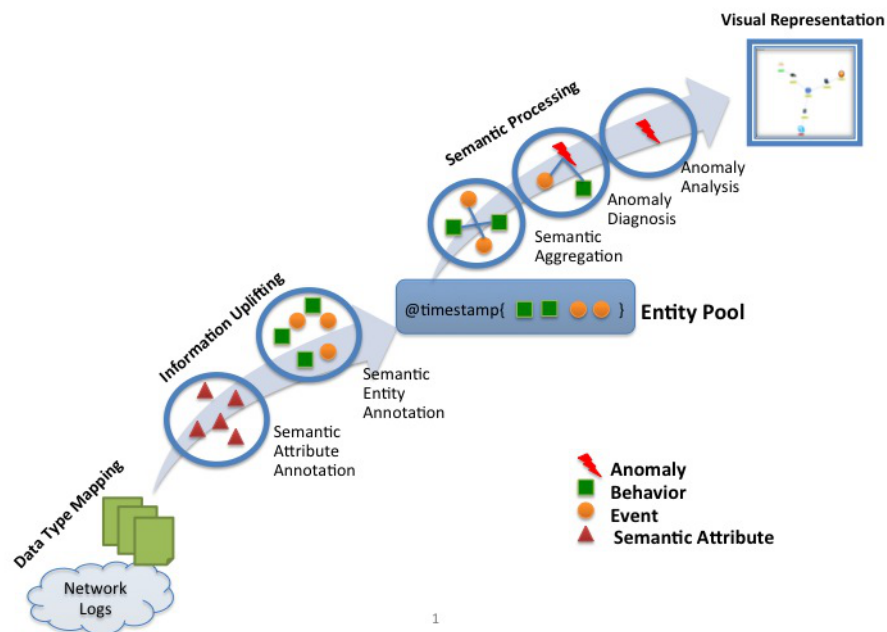 Visual Representation
Semantic Processing
Anomaly
Analysis
Anomaly
Diagnosis
Semantic
Aggregation
@timestamp{ }
Entity Pool
Information Uplifting
Semantic
Entity
Annotation
Semantic
Attribute
Annotation
Data Type Mapping
Network
Logs
Anomaly
Behavior
Event
Semantic Attribute
1